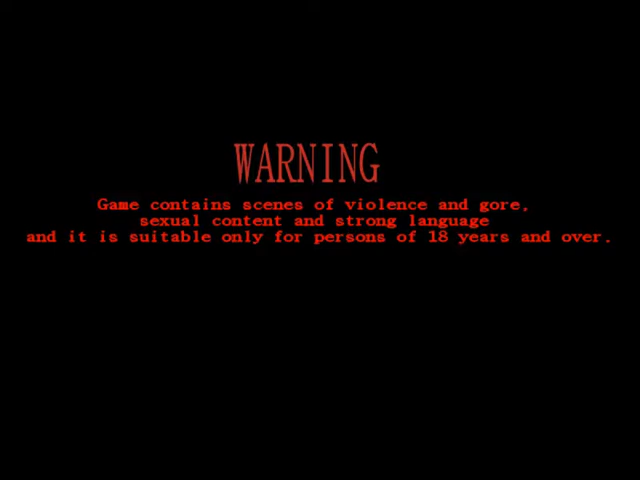 WARNING
Game contains scenes of violence and gore,
sexual content and strong language
and it is suitable only for persons of 18 years and over.